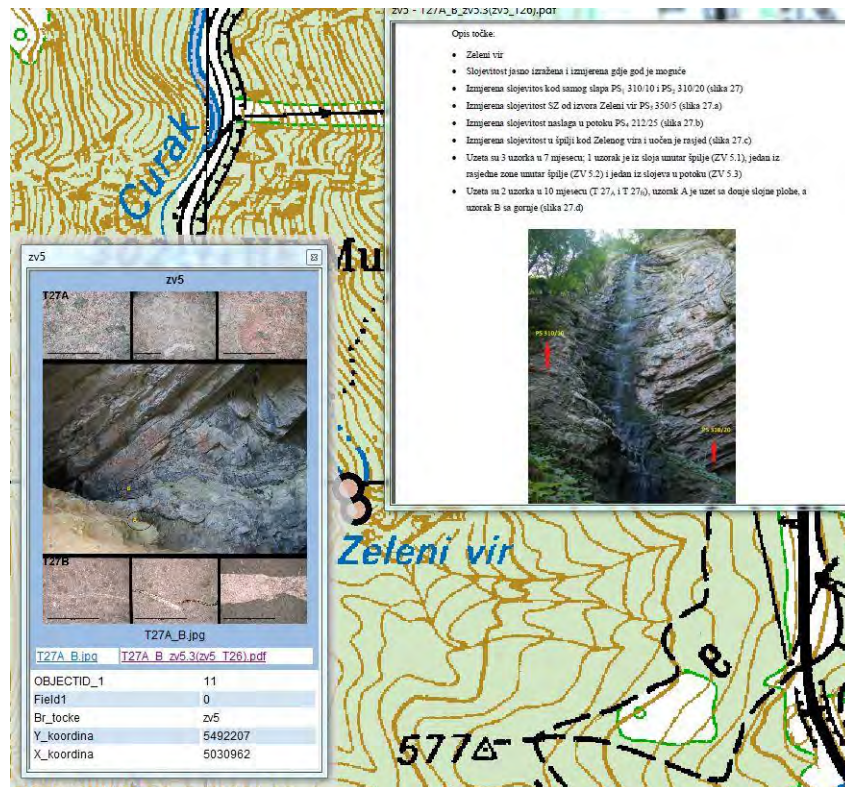 zv5 - T27A_B_zv5.3(zv5_T26).pdf
Opis točke:
• Zeleni vir
• Slojevitost jasno izražena i izmjerena gdje god je moguće
• Izmjerena slojevitos kod samog slapa PS₁ 310/10 i PS₂ 310/20 (slika 27)
• Izmjerena slojevitost SZ od izvora Zeleni vir PS₃ 350/5 (slika 27.a)
• Izmjerena slojevitost naslaga u potoku PS₄ 212/25 (slika 27.b)
• Izmjerena slojevitost u špilji kod Zelenog vira i uočen je rasjed (slika 27.c)
• Uzeta su 3 uzorka u 7 mjesecu; 1 uzorak je iz sloja unutar špilje (ZV 5.1), jedan iz
rasjedne zone unutar špilje (ZV 5.2) i jedan iz slojeva u potoku (ZV 5.3)
• Uzeta su 2 uzorka u 10 mjesecu (T 27A i T 27B), uzorak A je uzet sa donje slojne plohe, a
uzorak B sa gornje (slika 27.d)
Curak
Mu
zv5
zv5
T27A
T27B
T27A_B.jpg
T27A_B.jpg T27A_B_zv5.3(zv5_T26).pdf
OBJECTID_1 11
Field1 0
Br_tocke zv5
Y_koordina 5492207
X_koordina 5030962
Zeleni vir
577